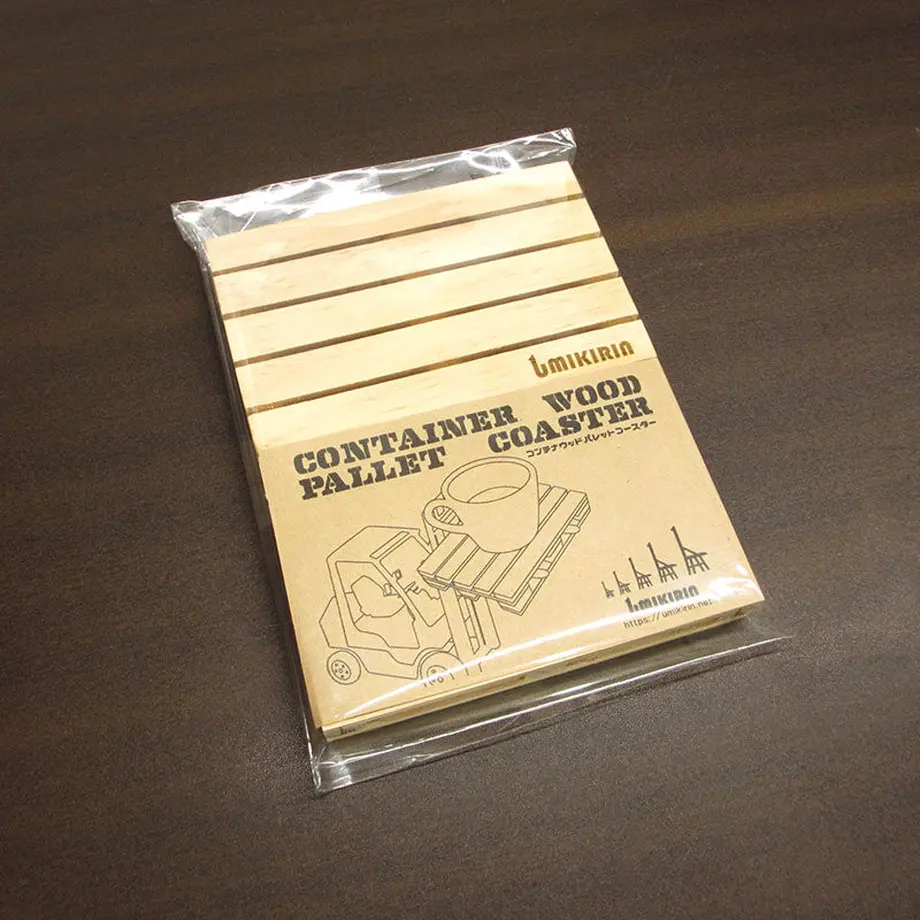 UMIKIRIN
CONTAINER WOOD
PALLET COASTER
コンテナウッドパレットコースター
UMIKIRIN
https://umikirin.net